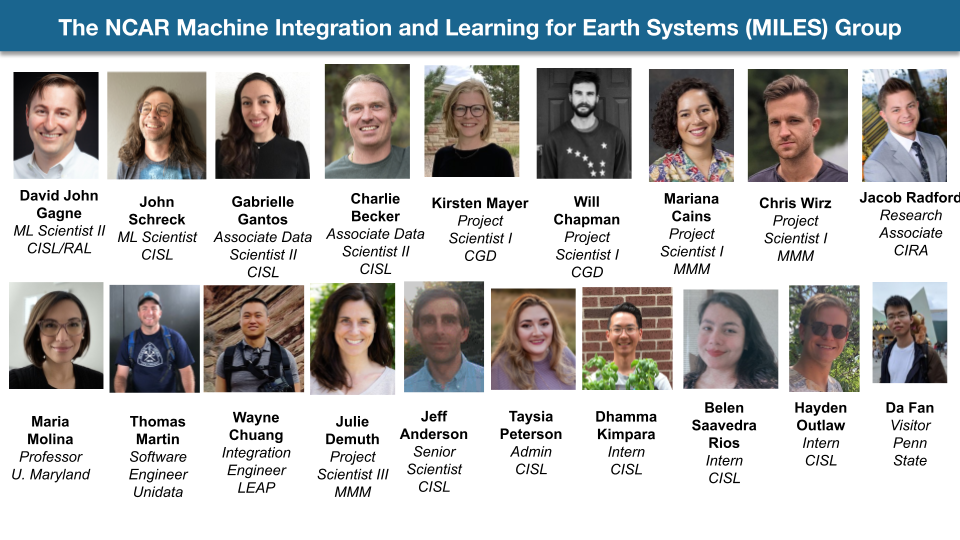 The NCAR Machine Integration and Learning for Earth Systems (MILES) Group
David John
Gagne
ML Scientist II
CISL/RAL
John
Schreck
ML Scientist
CISL
Gabrielle
Gantos
Associate Data
Scientist II
CISL
Charlie
Becker
Associate Data
Scientist II
CISL
Kirsten Mayer
Project
Scientist I
CGD
Will
Chapman
Project
Scientist I
CGD
Mariana
Cains
Project
Scientist I
MMM
Chris Wirz
Project
Scientist I
MMM
Jacob Radford
Research
Associate
CIRA
Maria
Molina
Professor
U. Maryland
Thomas
Martin
Software
Engineer
Unidata
Wayne
Chuang
Integration
Engineer
LEAP
Julie
Demuth
Project
Scientist III
MMM
Jeff
Anderson
Senior
Scientist
CISL
Taysia
Peterson
Admin
CISL
Dhamma
Kimpara
Intern
CISL
Belen
Saavedra
Rios
Intern
CISL
Hayden
Outlaw
Intern
CISL
Da Fan
Visitor
Penn
State